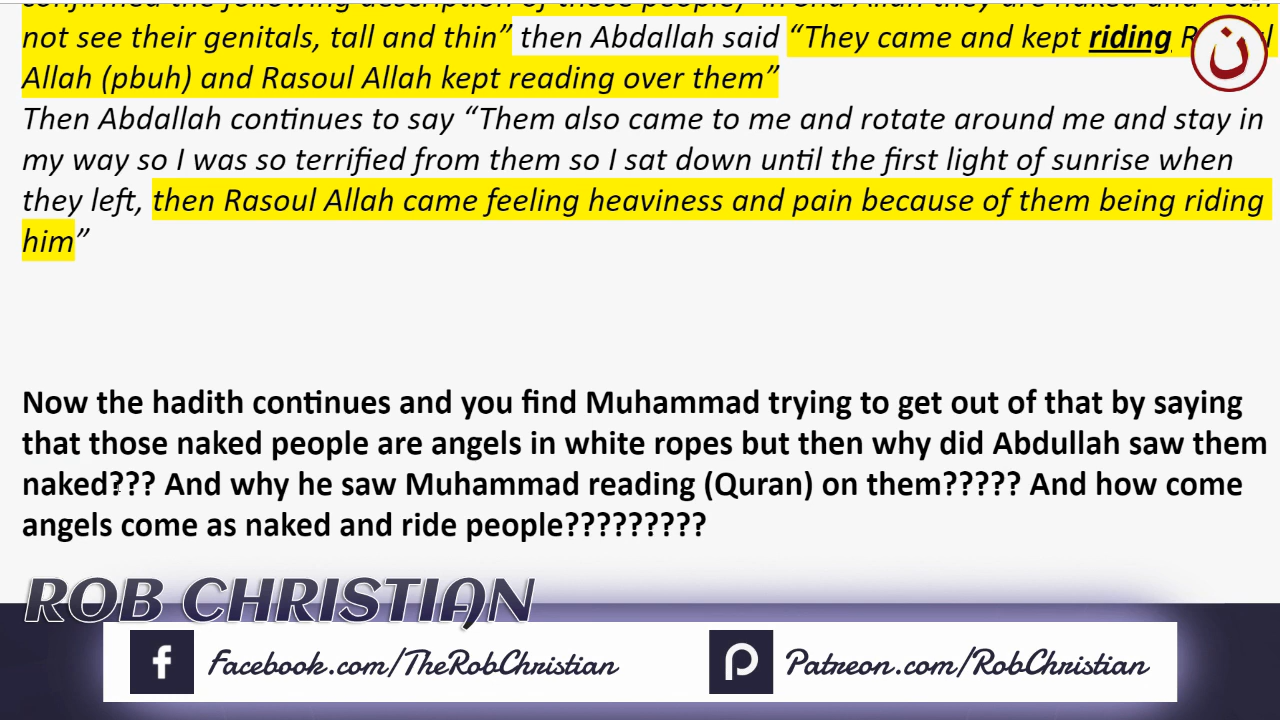 confirmed the following description of those people, 
not see their genitals, tall and thin” then Abdallah said “They came and kept riding
Allah (pbuh) and Rasoul Allah kept reading over them”
Then Abdallah continues to say “Them also came to me and rotate around me and stay in
my way so I was so terrified from them so I sat down until the first light of sunrise when
they left, then Rasoul Allah came feeling heaviness and pain because of them being riding
him”
ن
Now the hadith continues and you find Muhammad trying to get out of that by saying
that those naked people are angels in white ropes but then why did Abdullah saw them
naked??? And why he saw Muhammad reading (Quran) on them????? And how come
angels come as naked and ride people?????????
ROB CHRISTIAN
f Facebook.com/TheRobChristian
Patreon.com/RobChristian